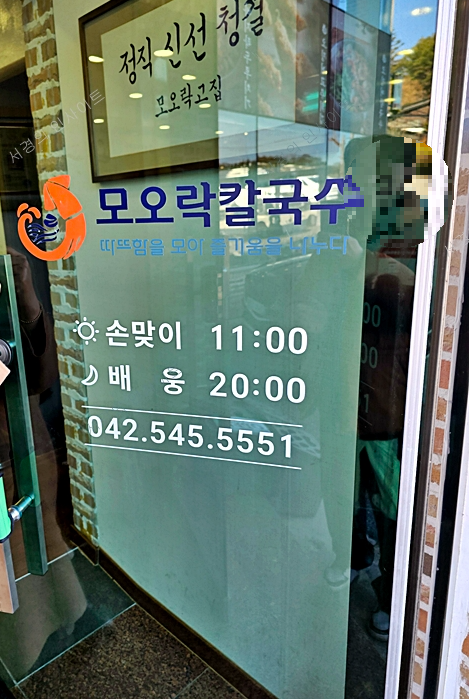 정직 신선 청결
모오락고집
모오락칼국수
따뜻함을 모아 즐거움을 나누다
손맞이 11:00
배 웅 20:00
042.545.5551